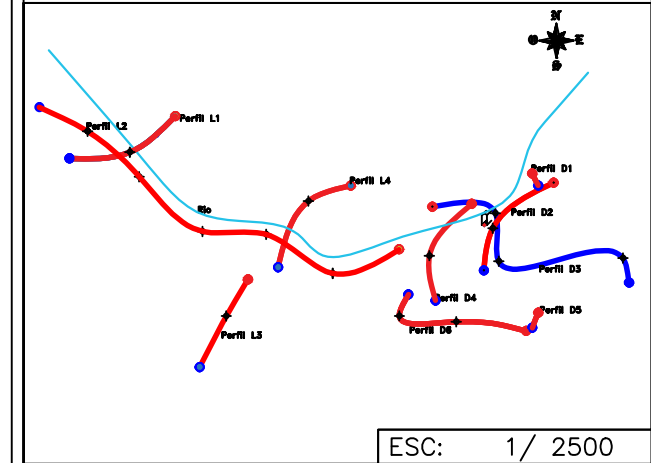 N
O E
S
Perfil L1
Perfil L2
Perfil D1
Perfil L4
Rio
Perfil D2
Perfil D3
Perfil D4
Perfil D5
Perfil D6
Perfil L3
ESC: 1/ 2500